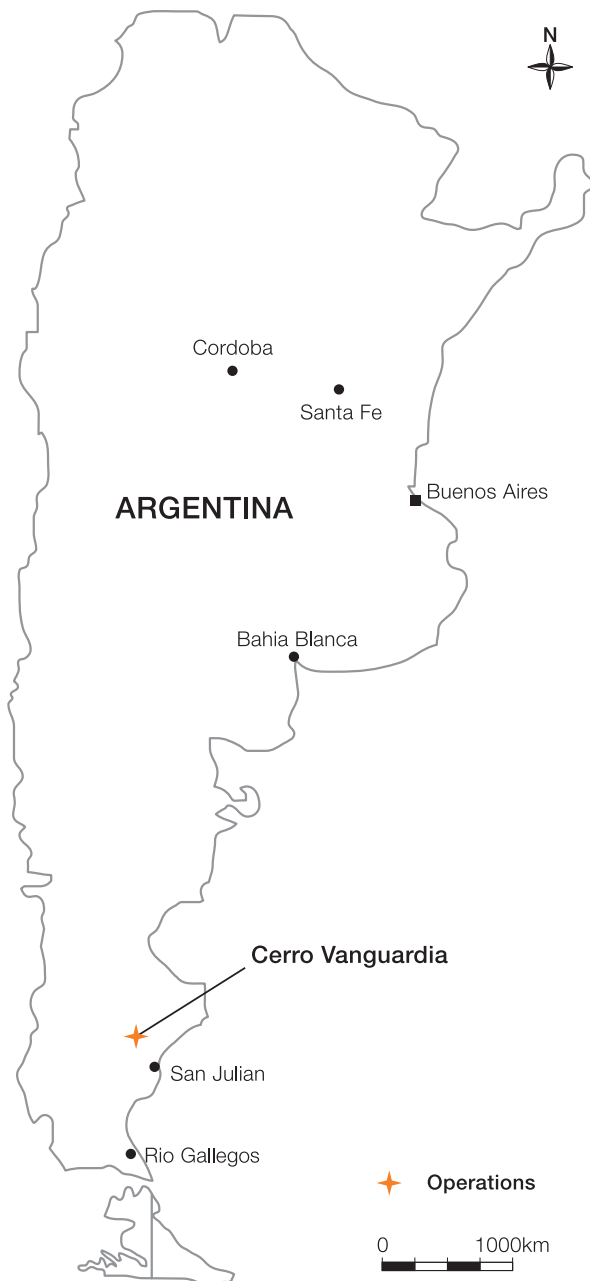 N
Cordoba
Santa Fe
Buenos Aires
ARGENTINA
Bahia Blanca
Cerro Vanguardia
San Julian
Rio Gallegos
Operations
0 1000km